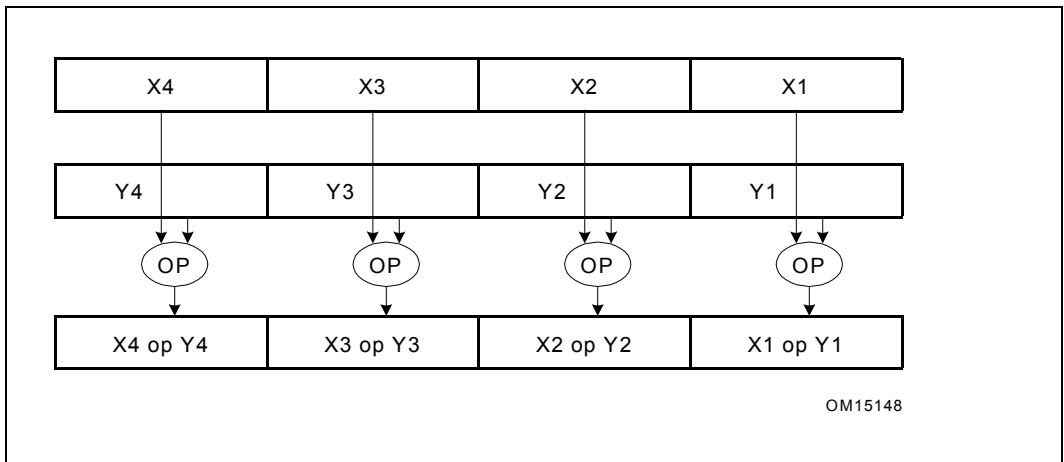 X4 X3 X2 X1
Y4 Y3 Y2 Y1
OP OP OP OP
X4 op Y4 X3 op Y3 X2 op Y2 X1 op Y1
OM15148